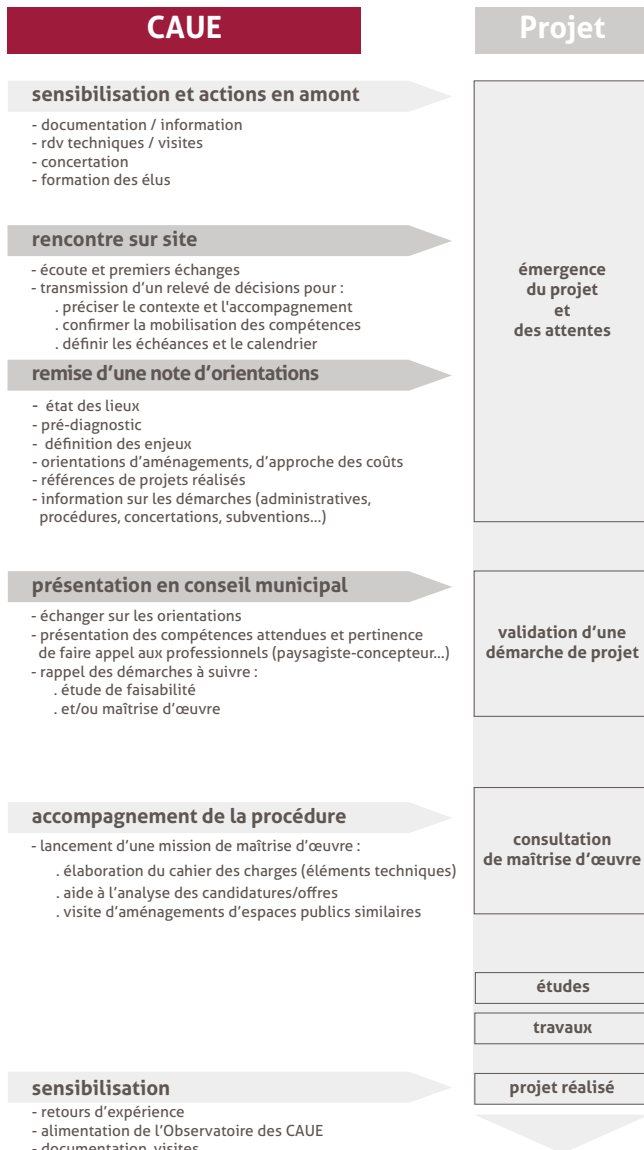 CAUE
Projet
sensibilisation et actions en amont
- documentation / information
- rdv techniques / visites
- concertation
- formation des élus
rencontre sur site
- écoute et premiers échanges
- transmission d'un relevé de décisions pour :
. préciser le contexte et l'accompagnement
. confirmer la mobilisation des compétences
. définir les échéances et le calendrier
remise d'une note d'orientations
- état des lieux
- pré-diagnostic
- définition des enjeux
- orientations d'aménagements, d'approche des coûts
- références de projets réalisés
- information sur les démarches (administratives,
procédures, concertations, subventions...)
émergence
du projet
et
des attentes
présentation en conseil municipal
- échanger sur les orientations
- présentation des compétences attendues et pertinence
de faire appel aux professionnels (paysagiste-concepteur...)
- rappel des démarches à suivre :
. étude de faisabilité
. et/ou maîtrise d'œuvre
validation d'une
démarche de projet
accompagnement de la procédure
- lancement d'une mission de maîtrise d'œuvre :
. élaboration du cahier des charges (éléments techniques)
. aide à l'analyse des candidatures/offres
. visite d'aménagements d'espaces publics similaires
consultation
de maîtrise d'œuvre
études
travaux
sensibilisation
- retours d'expérience
- alimentation de l'Observatoire des CAUE
- documentation, visites
projet réalisé